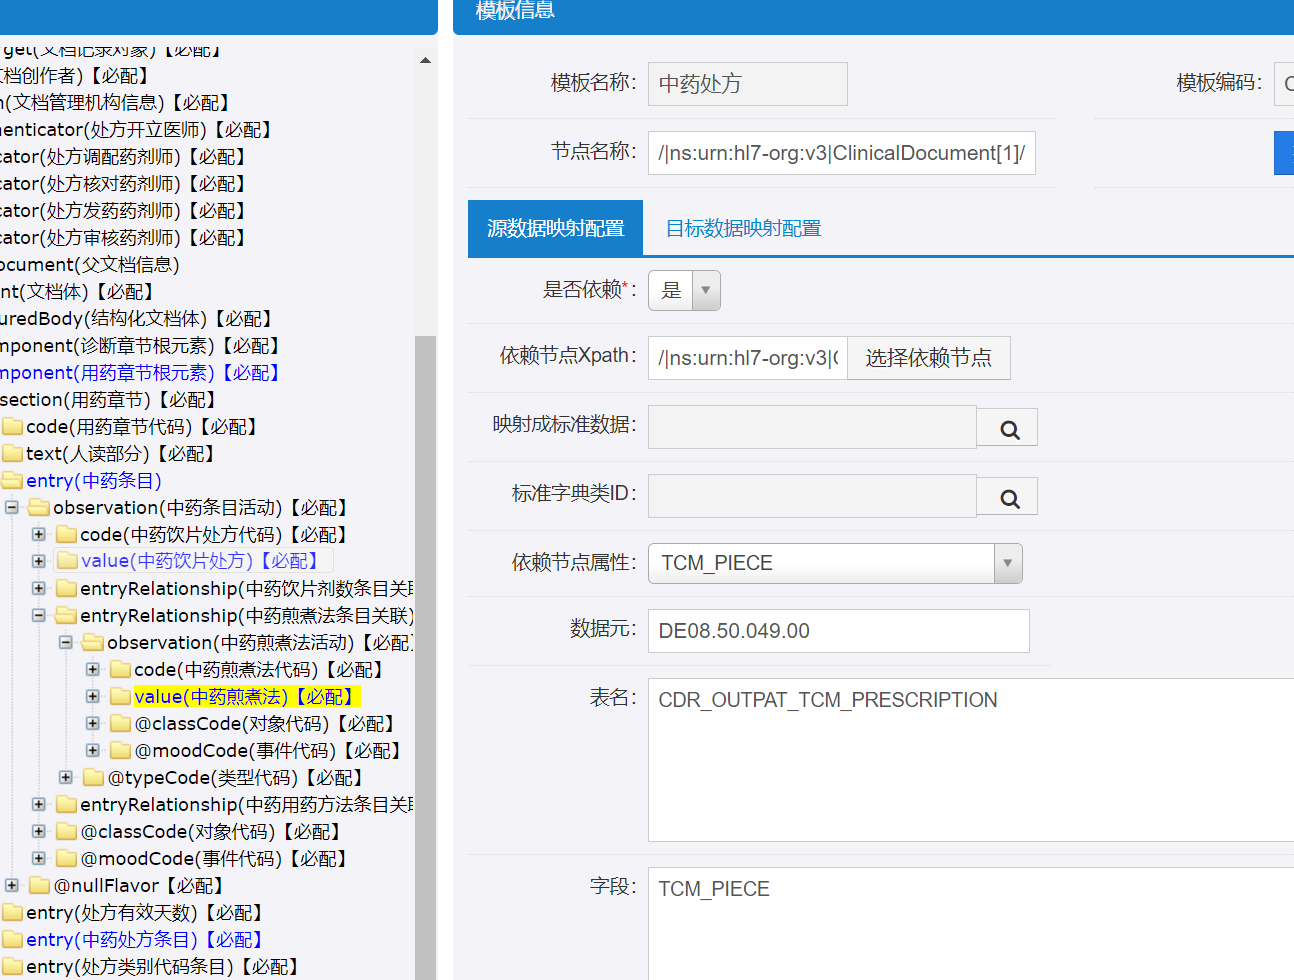 rget(文档记录对象)【必配】
文档创作者)【必配】
n(文档管理机构信息)【必配】
enticator(处方开立医师)【必配】
cator(处方调配药剂师)【必配】
cator(处方核对药剂师)【必配】
cator(处方发药药剂师)【必配】
cator(处方审核药剂师)【必配】
ocument(父文档信息)
nt(文档体)【必配】
uredBody(结构化文档体)【必配】
mponent(诊断章节根元素)【必配】
mponent(用药章节根元素)【必配】
section(用药章节)【必配】
code(用药章节代码)【必配】
text(人读部分)【必配】
entry(中药条目)
observation(中药条目活动)【必配】
code(中药饮片处方代码)【必配】
value(中药饮片处方)【必配】
entryRelationship(中药饮片剂数条目关联
entryRelationship(中药煎煮法条目关联)
observation(中药煎煮法活动)【必配】
code(中药煎煮法代码)【必配】
value(中药煎煮法)【必配】
@classCode(对象代码)【必配】
@moodCode(事件代码)【必配】
@typeCode(类型代码)【必配】
entryRelationship(中药用药方法条目关联
@classCode(对象代码)【必配】
@moodCode(事件代码)【必配】
@nullFlavor【必配】
entry(处方有效天数)【必配】
entry(中药处方条目)【必配】
entry(处方类别代码条目)【必配】
模板信息
模板名称: 中药处方 模板编码: C
节点名称: /|ns:urn:hl7-org:v3|ClinicalDocument[1]/
源数据映射配置 目标数据映射配置
是否依赖*: 是
依赖节点Xpath: /|ns:urn:hl7-org:v3|C 选择依赖节点
映射成标准数据:
标准字典类ID:
依赖节点属性: TCM_PIECE
数据元: DE08.50.049.00
表名: CDR_OUTPAT_TCM_PRESCRIPTION
字段: TCM_PIECE